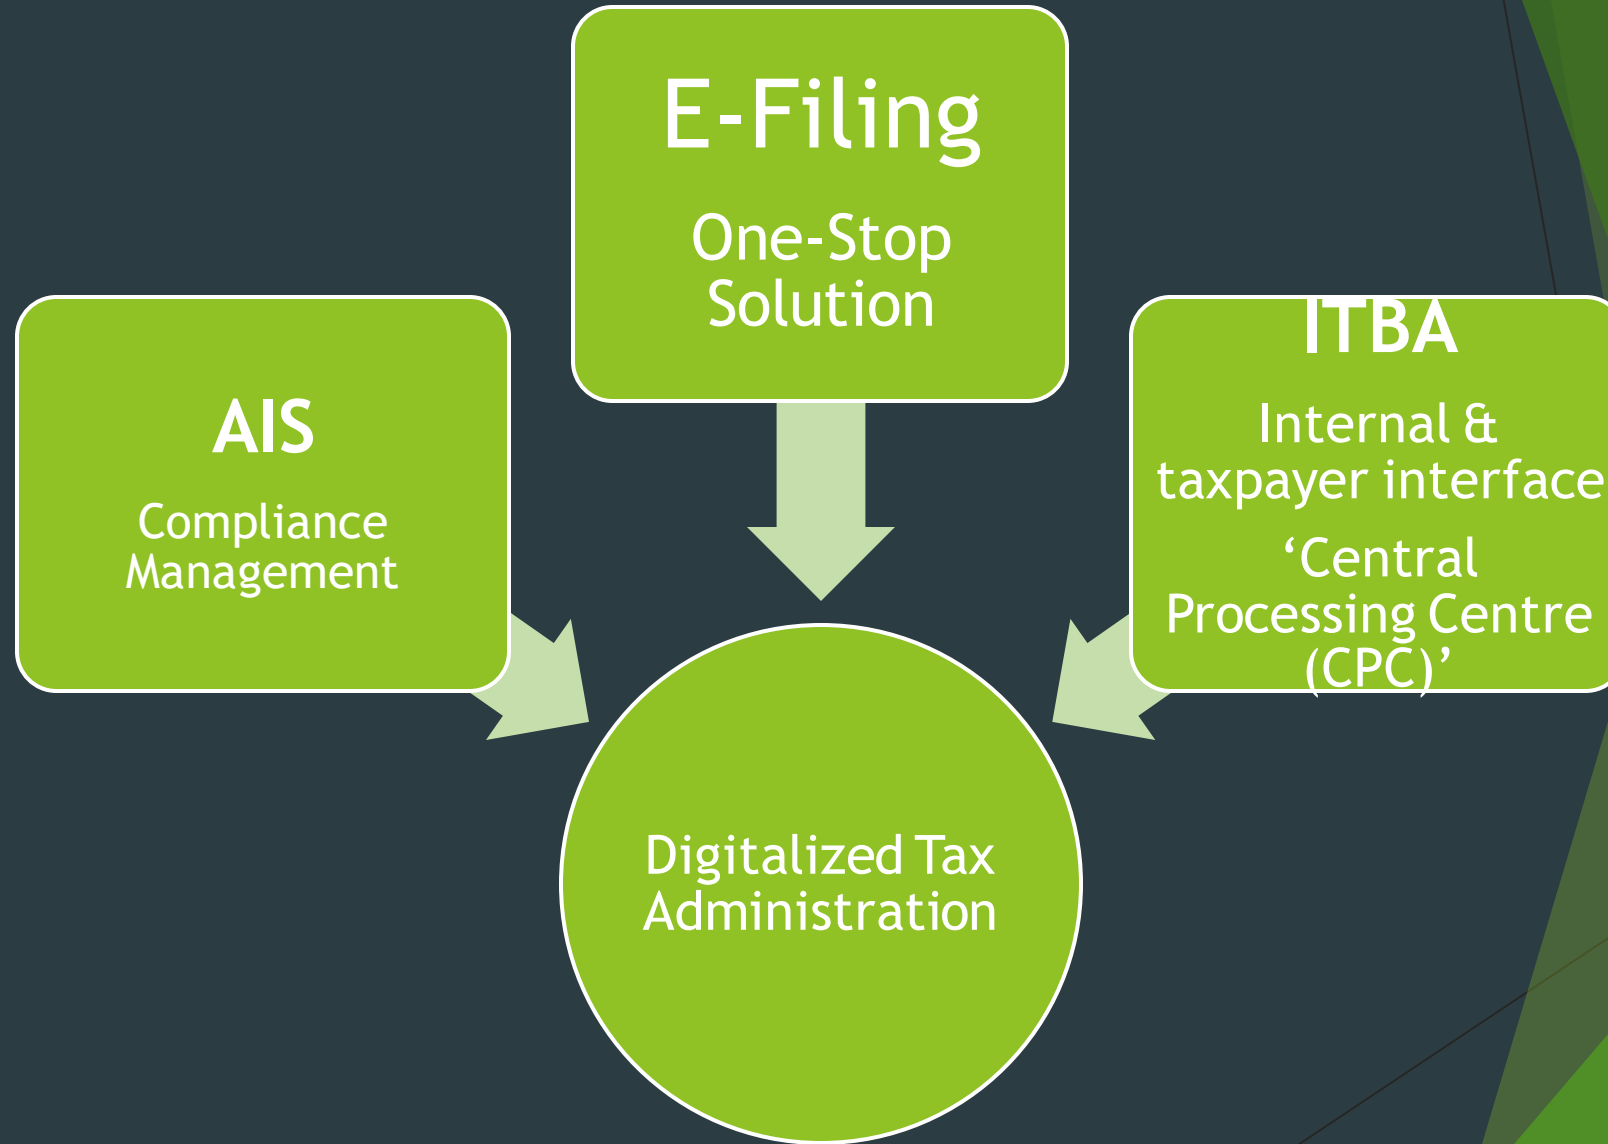 E-Filing
One-Stop
Solution
AIS
Compliance
Management
ITBA
Internal &
taxpayer interface
‘Central
Processing Centre
(CPC)’
Digitalized Tax
Administration